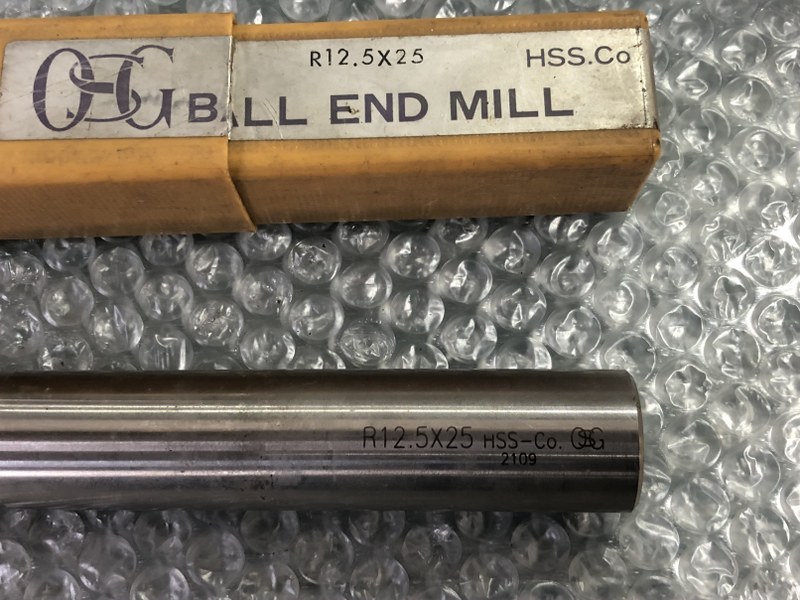 OSG R12.5X25 HSS.Co
BALL END MILL
R12.5X25 HSS-Co. OSG
2109